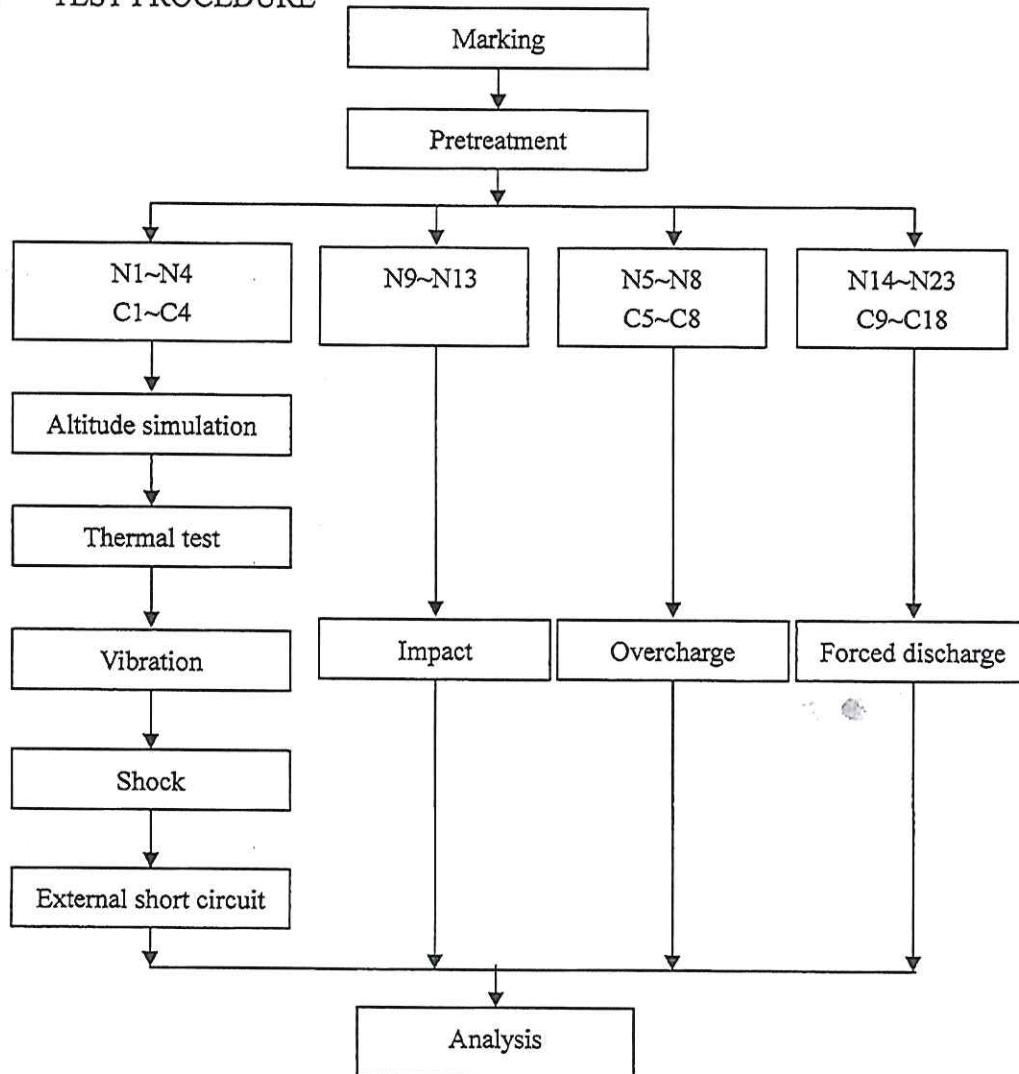 TEST PROCEDURE
Marking
Pretreatment
N1~N4
C1~C4
N9~N13
N5~N8
C5~C8
N14~N23
C9~C18
Altitude simulation
Thermal test
Vibration
Impact
Overcharge
Forced discharge
Shock
External short circuit
Analysis